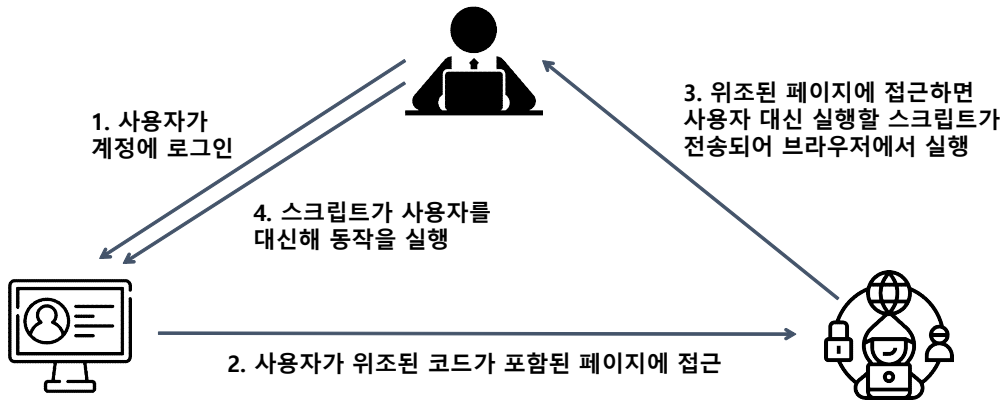 1. 사용자가
계정에 로그인
3. 위조된 페이지에 접근하면
사용자 대신 실행할 스크립트가
전송되어 브라우저에서 실행
4. 스크립트가 사용자를
대신해 동작을 실행
2. 사용자가 위조된 코드가 포함된 페이지에 접근